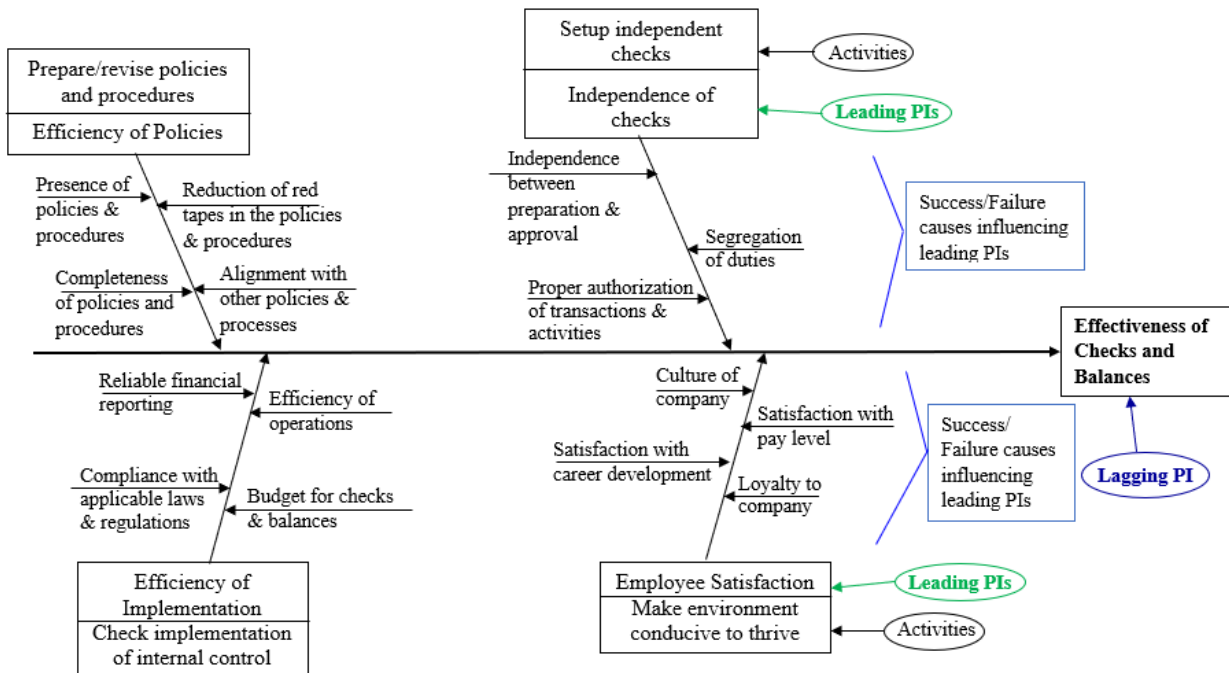 Prepare/revise policies
and procedures
Efficiency of Policies
Setup independent
checks
Independence of
checks
Activities
Leading PIs
Presence of
policies &
procedures
Reduction of red
tapes in the policies
& procedures
Completeness
of policies and
procedures
Alignment with
other policies &
processes
Independence
between
preparation &
approval
Segregation
of duties
Proper authorization
of transactions &
activities
Success/Failure
causes influencing
leading PIs
Effectiveness of
Checks and
Balances
Reliable financial
reporting
Efficiency of
operations
Compliance with
applicable laws
& regulations
Budget for checks
& balances
Culture of
company
Satisfaction with
pay level
Satisfaction with
career development
Loyalty to
company
Success/
Failure causes
influencing
leading PIs
Lagging PI
Efficiency of
Implementation
Check implementation
of internal control
Employee Satisfaction
Make environment
conducive to thrive
Leading PIs
Activities